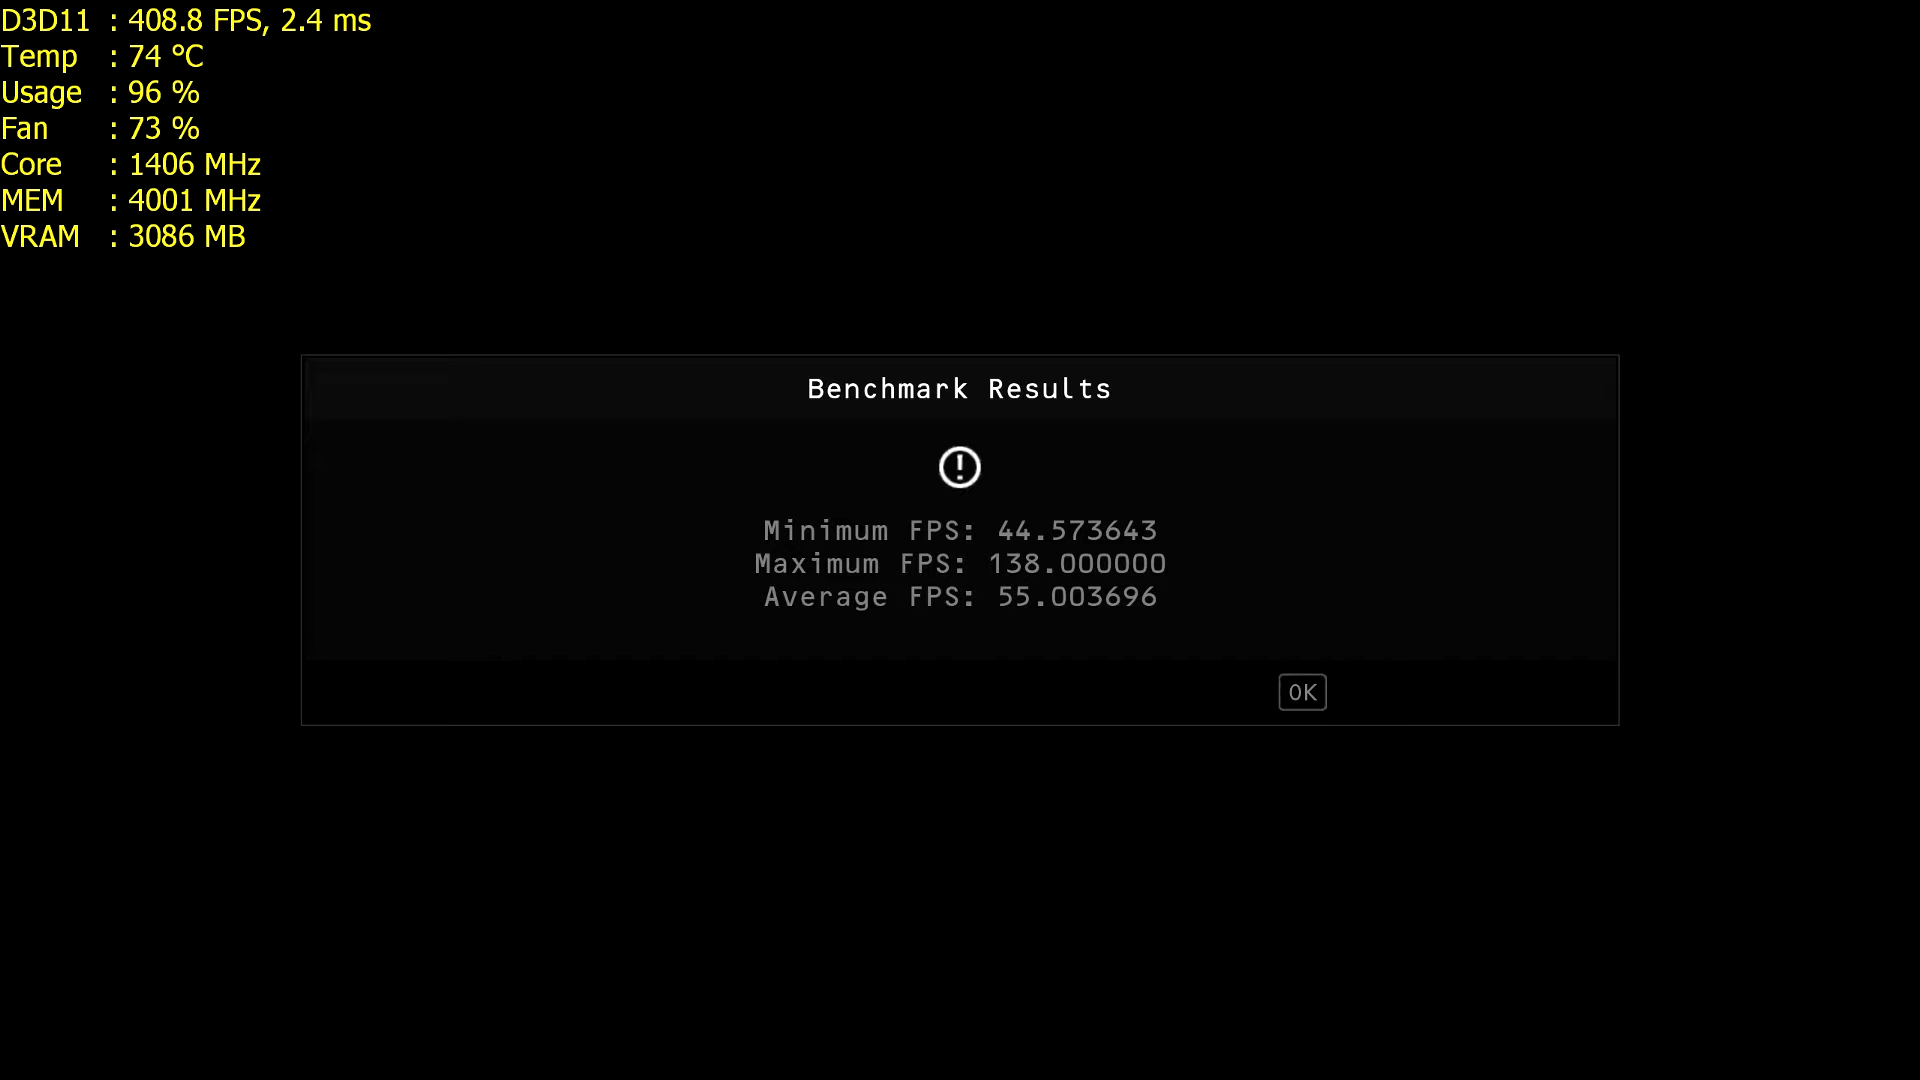 D3D11 : 408.8 FPS, 2.4 ms
Temp : 74 °C
Usage : 96 %
Fan : 73 %
Core : 1406 MHz
MEM : 4001 MHz
VRAM : 3086 MB
Benchmark Results
Minimum FPS: 44.573643
Maximum FPS: 138.000000
Average FPS: 55.003696
OK